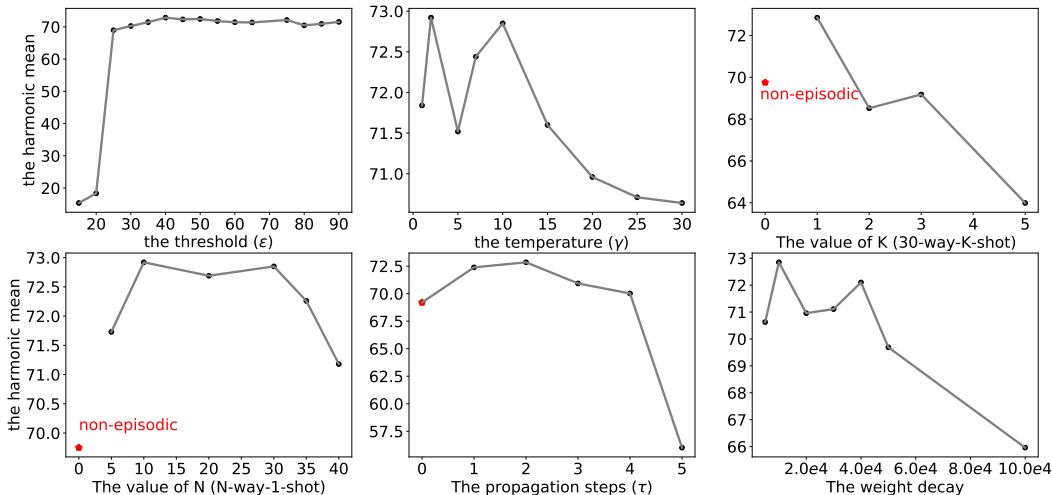 the harmonic mean
70
60
50
40
30
20
20 30 40 50 60 70 80 90
the threshold (ε)
73.0
72.5
72.0
71.5
71.0
0 5 10 15 20 25 30
the temperature (γ)
72
70
68
66
64
non-episodic
0 1 2 3 4 5
The value of K (30-way-K-shot)
the harmonic mean
73.0
72.5
72.0
71.5
71.0
70.5
70.0
non-episodic
0 5 10 15 20 25 30 35 40
The value of N (N-way-1-shot)
72.5
70.0
67.5
65.0
62.5
60.0
57.5
0 1 2 3 4 5
The propagation steps (τ)
73
72
71
70
69
68
67
66
2.0e4 4.0e4 6.0e4 8.0e4 10.0e4
The weight decay